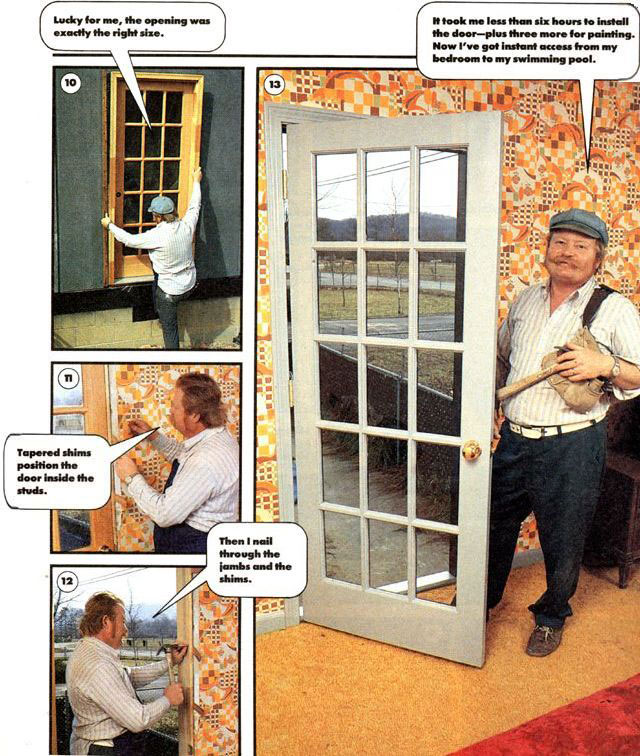 Lucky for me, the opening was
exactly the right size.
It took me less than six hours to install
the door—plus three more for painting.
Now I've got instant access from my
bedroom to my swimming pool.
10
13
11
Tapered shims
position the
door inside the
studs.
Then I nail
through the
jambs and the
shims.
12